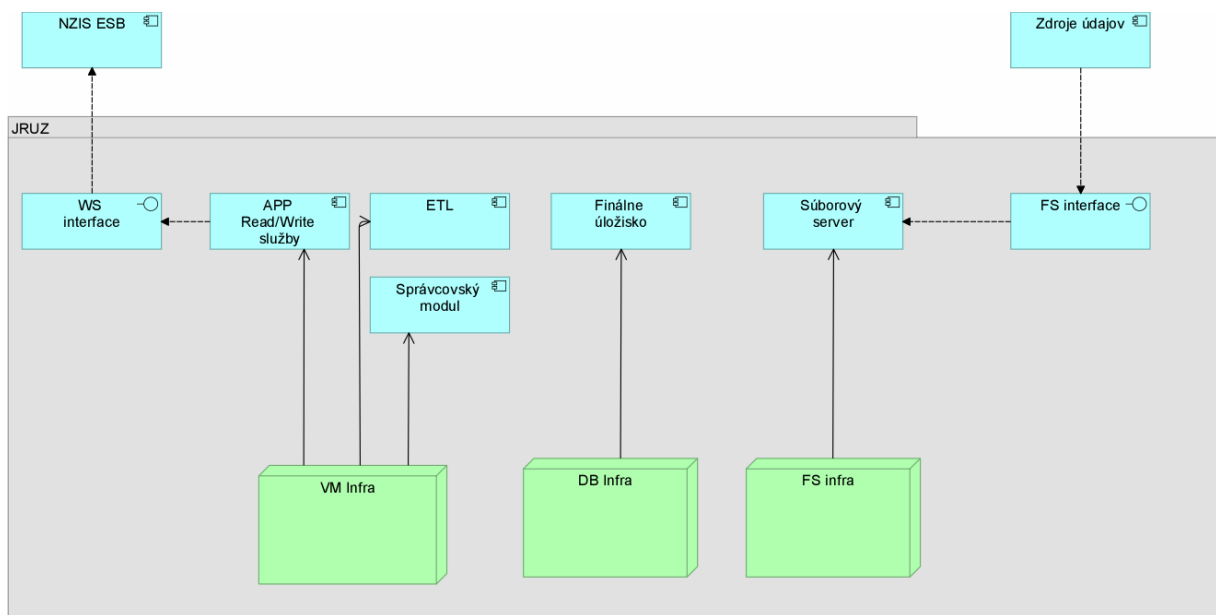 NZIS ESB
Zdroje údajov
JRUZ
WS
interface
APP
Read/Write
služby
ETL
Finálne
úložisko
Súborový
server
FS interface
Správcovský
modul
VM Infra
DB Infra
FS infra